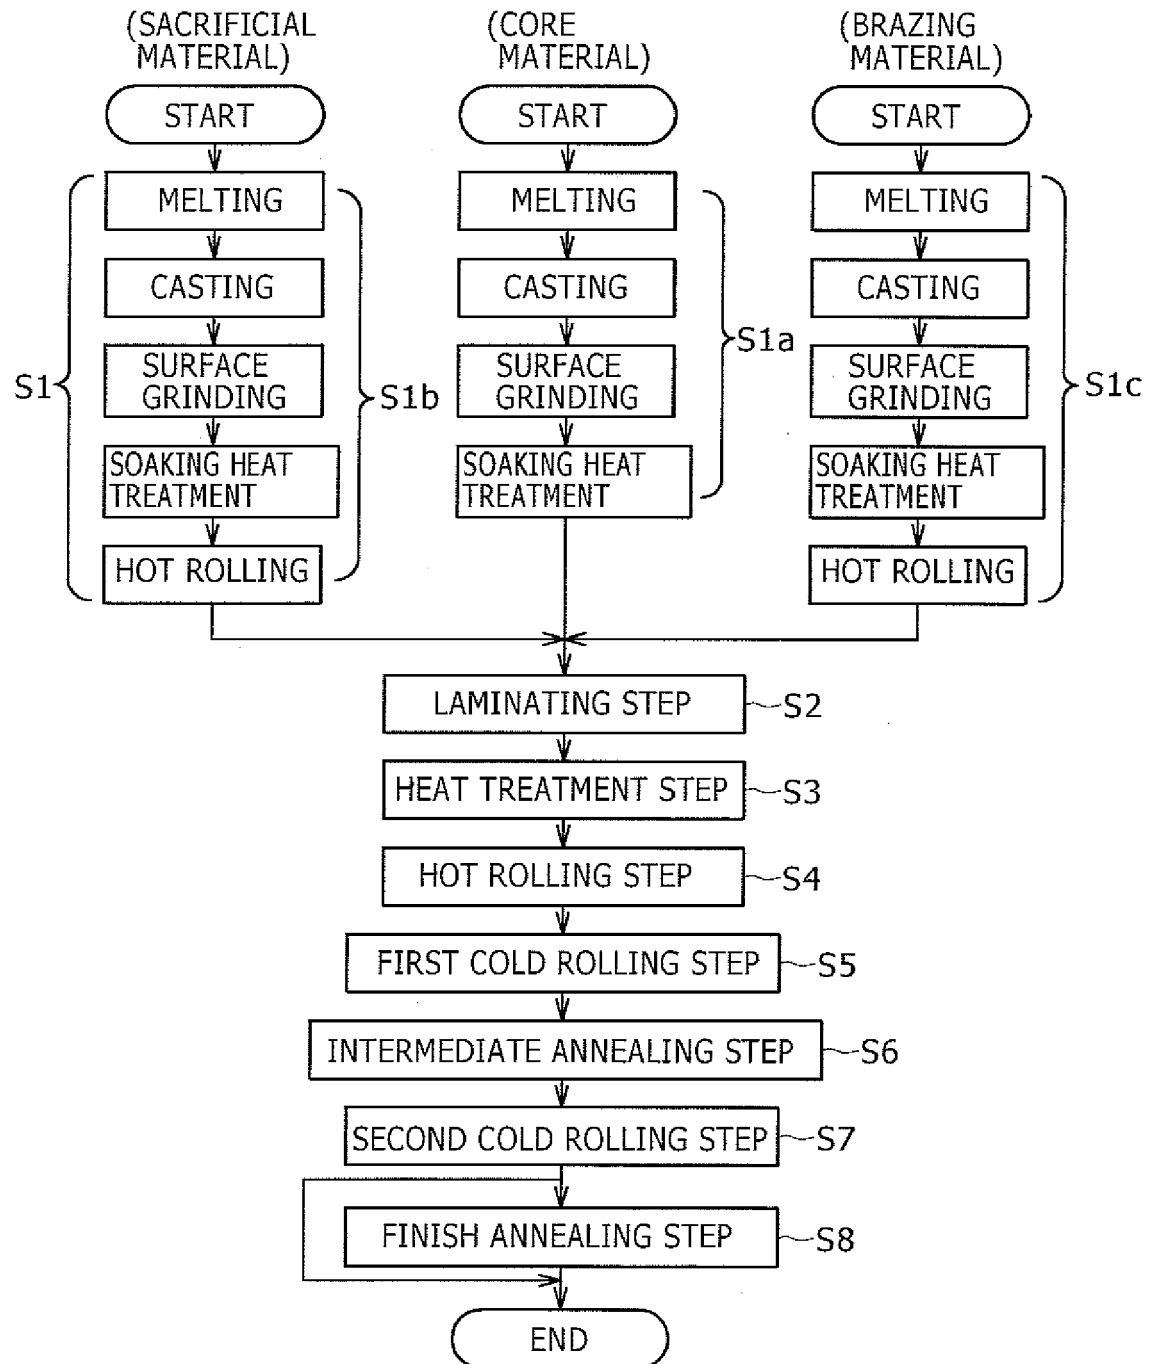 (SACRIFICIAL
MATERIAL)
START
MELTING
CASTING
SURFACE
GRINDING
SOAKING HEAT
TREATMENT
HOT ROLLING
S1
S1b
(CORE
MATERIAL)
START
MELTING
CASTING
SURFACE
GRINDING
SOAKING HEAT
TREATMENT
S1a
(BRAZING
MATERIAL)
START
MELTING
CASTING
SURFACE
GRINDING
SOAKING HEAT
TREATMENT
HOT ROLLING
S1c
LAMINATING STEP S2
HEAT TREATMENT STEP S3
HOT ROLLING STEP S4
FIRST COLD ROLLING STEP S5
INTERMEDIATE ANNEALING STEP S6
SECOND COLD ROLLING STEP S7
FINISH ANNEALING STEP S8
END